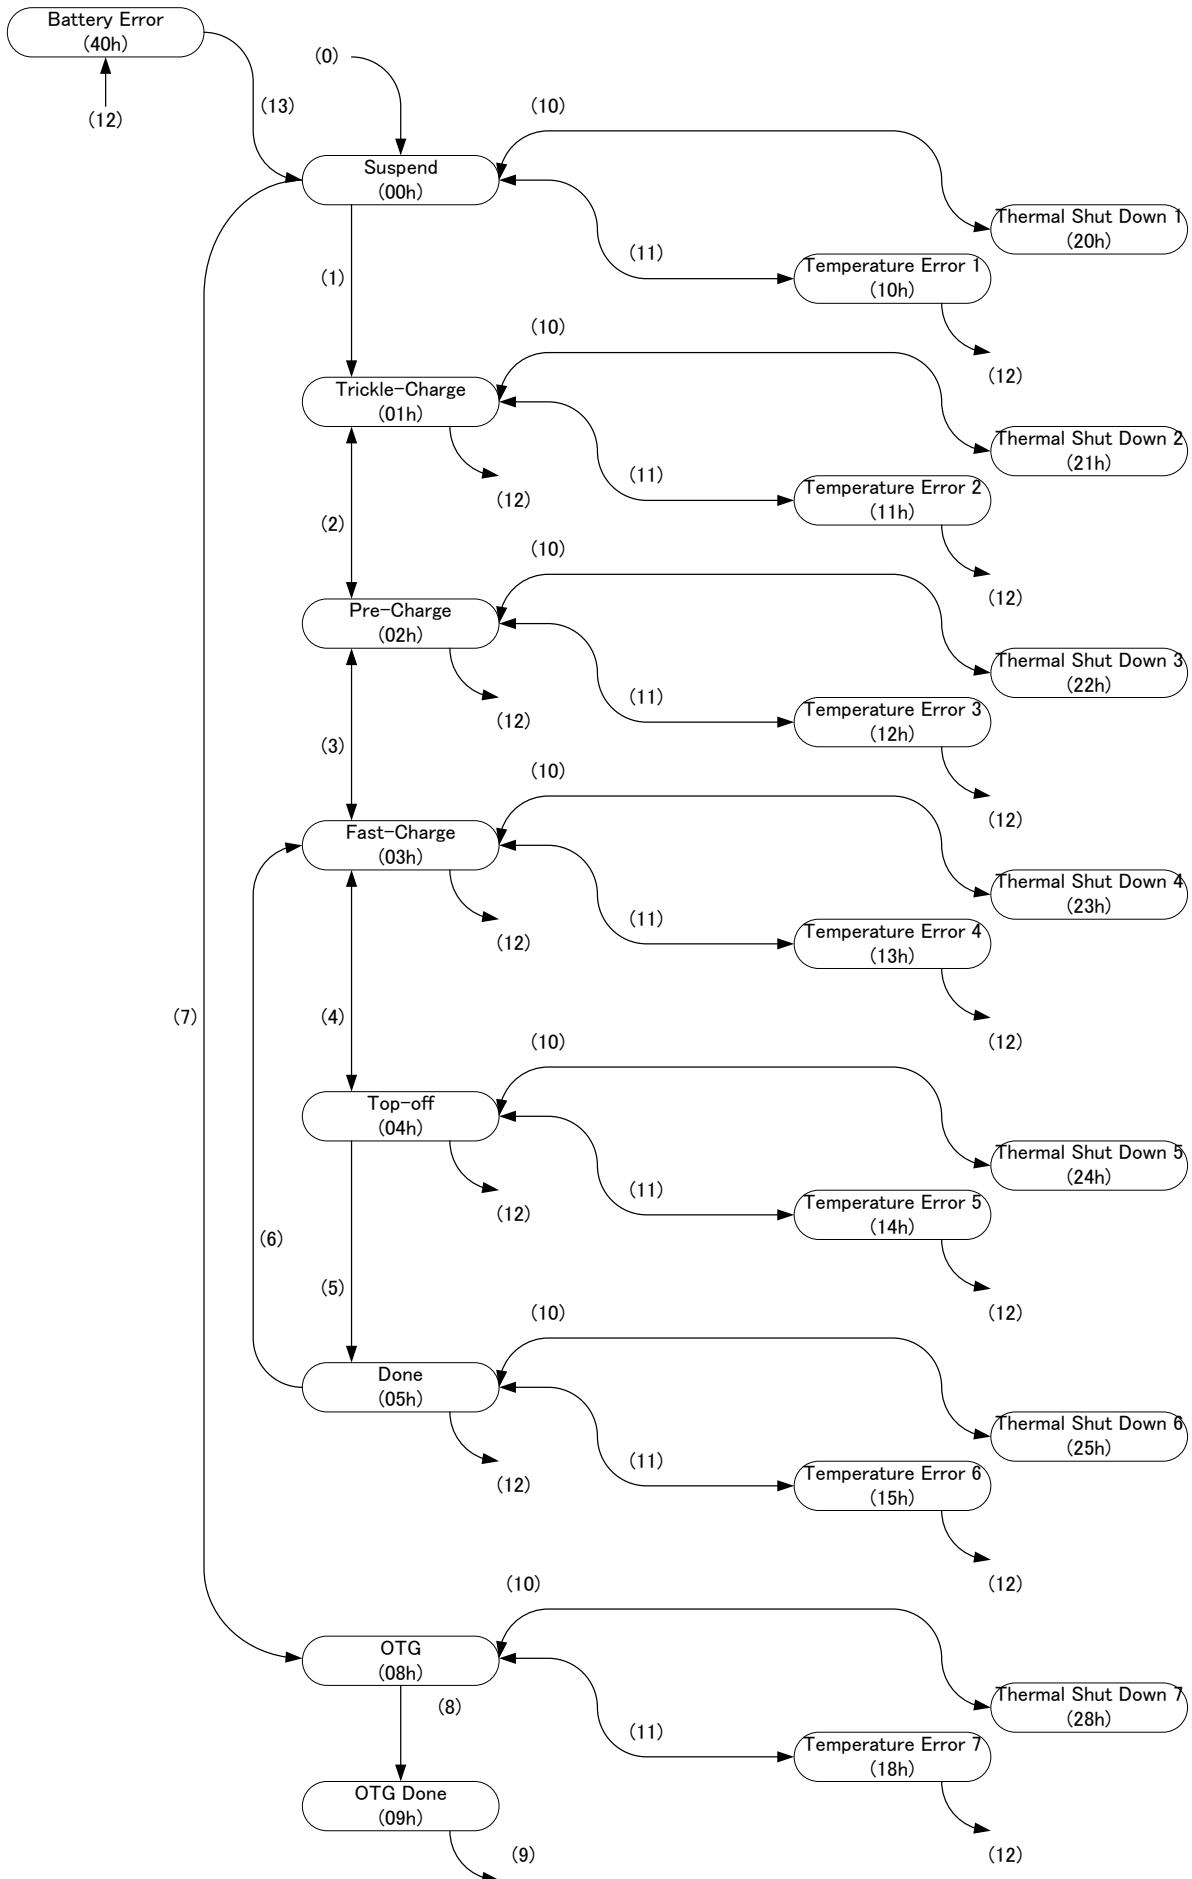 Battery Error
(40h)
(12)
(13)
(0)
Suspend
(00h)
(10)
Thermal Shut Down 1
(20h)
(11)
Temperature Error 1
(10h)
(12)
(1)
Trickle-Charge
(01h)
(12)
(10)
Thermal Shut Down 2
(21h)
(11)
Temperature Error 2
(11h)
(12)
(2)
Pre-Charge
(02h)
(12)
(10)
Thermal Shut Down 3
(22h)
(11)
Temperature Error 3
(12h)
(12)
(3)
Fast-Charge
(03h)
(12)
(10)
Thermal Shut Down 4
(23h)
(11)
Temperature Error 4
(13h)
(12)
(7)
(4)
Top-off
(04h)
(12)
(10)
Thermal Shut Down 5
(24h)
(11)
Temperature Error 5
(14h)
(12)
(6)
(5)
Done
(05h)
(12)
(10)
Thermal Shut Down 6
(25h)
(11)
Temperature Error 6
(15h)
(12)
OTG
(08h)
(10)
Thermal Shut Down 7
(28h)
(11)
Temperature Error 7
(18h)
(12)
(8)
OTG Done
(09h)
(9)